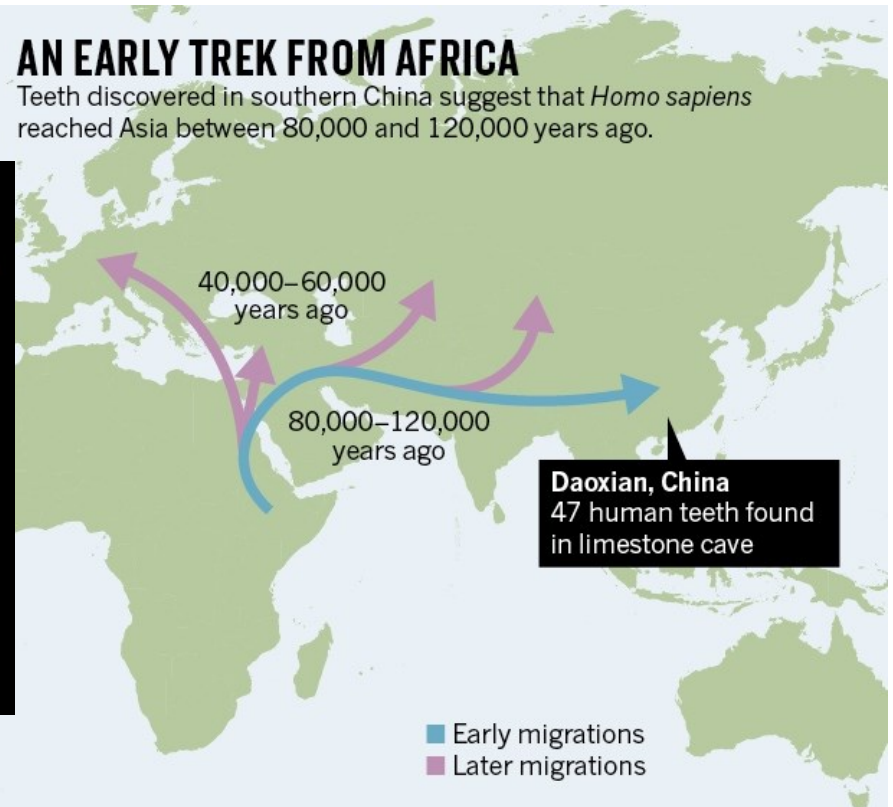 AN EARLY TREK FROM AFRICA
Teeth discovered in southern China suggest that Homo sapiens
reached Asia between 80,000 and 120,000 years ago.
40,000–60,000
years ago
80,000–120,000
years ago
Daoxian, China
47 human teeth found
in limestone cave
Early migrations
Later migrations